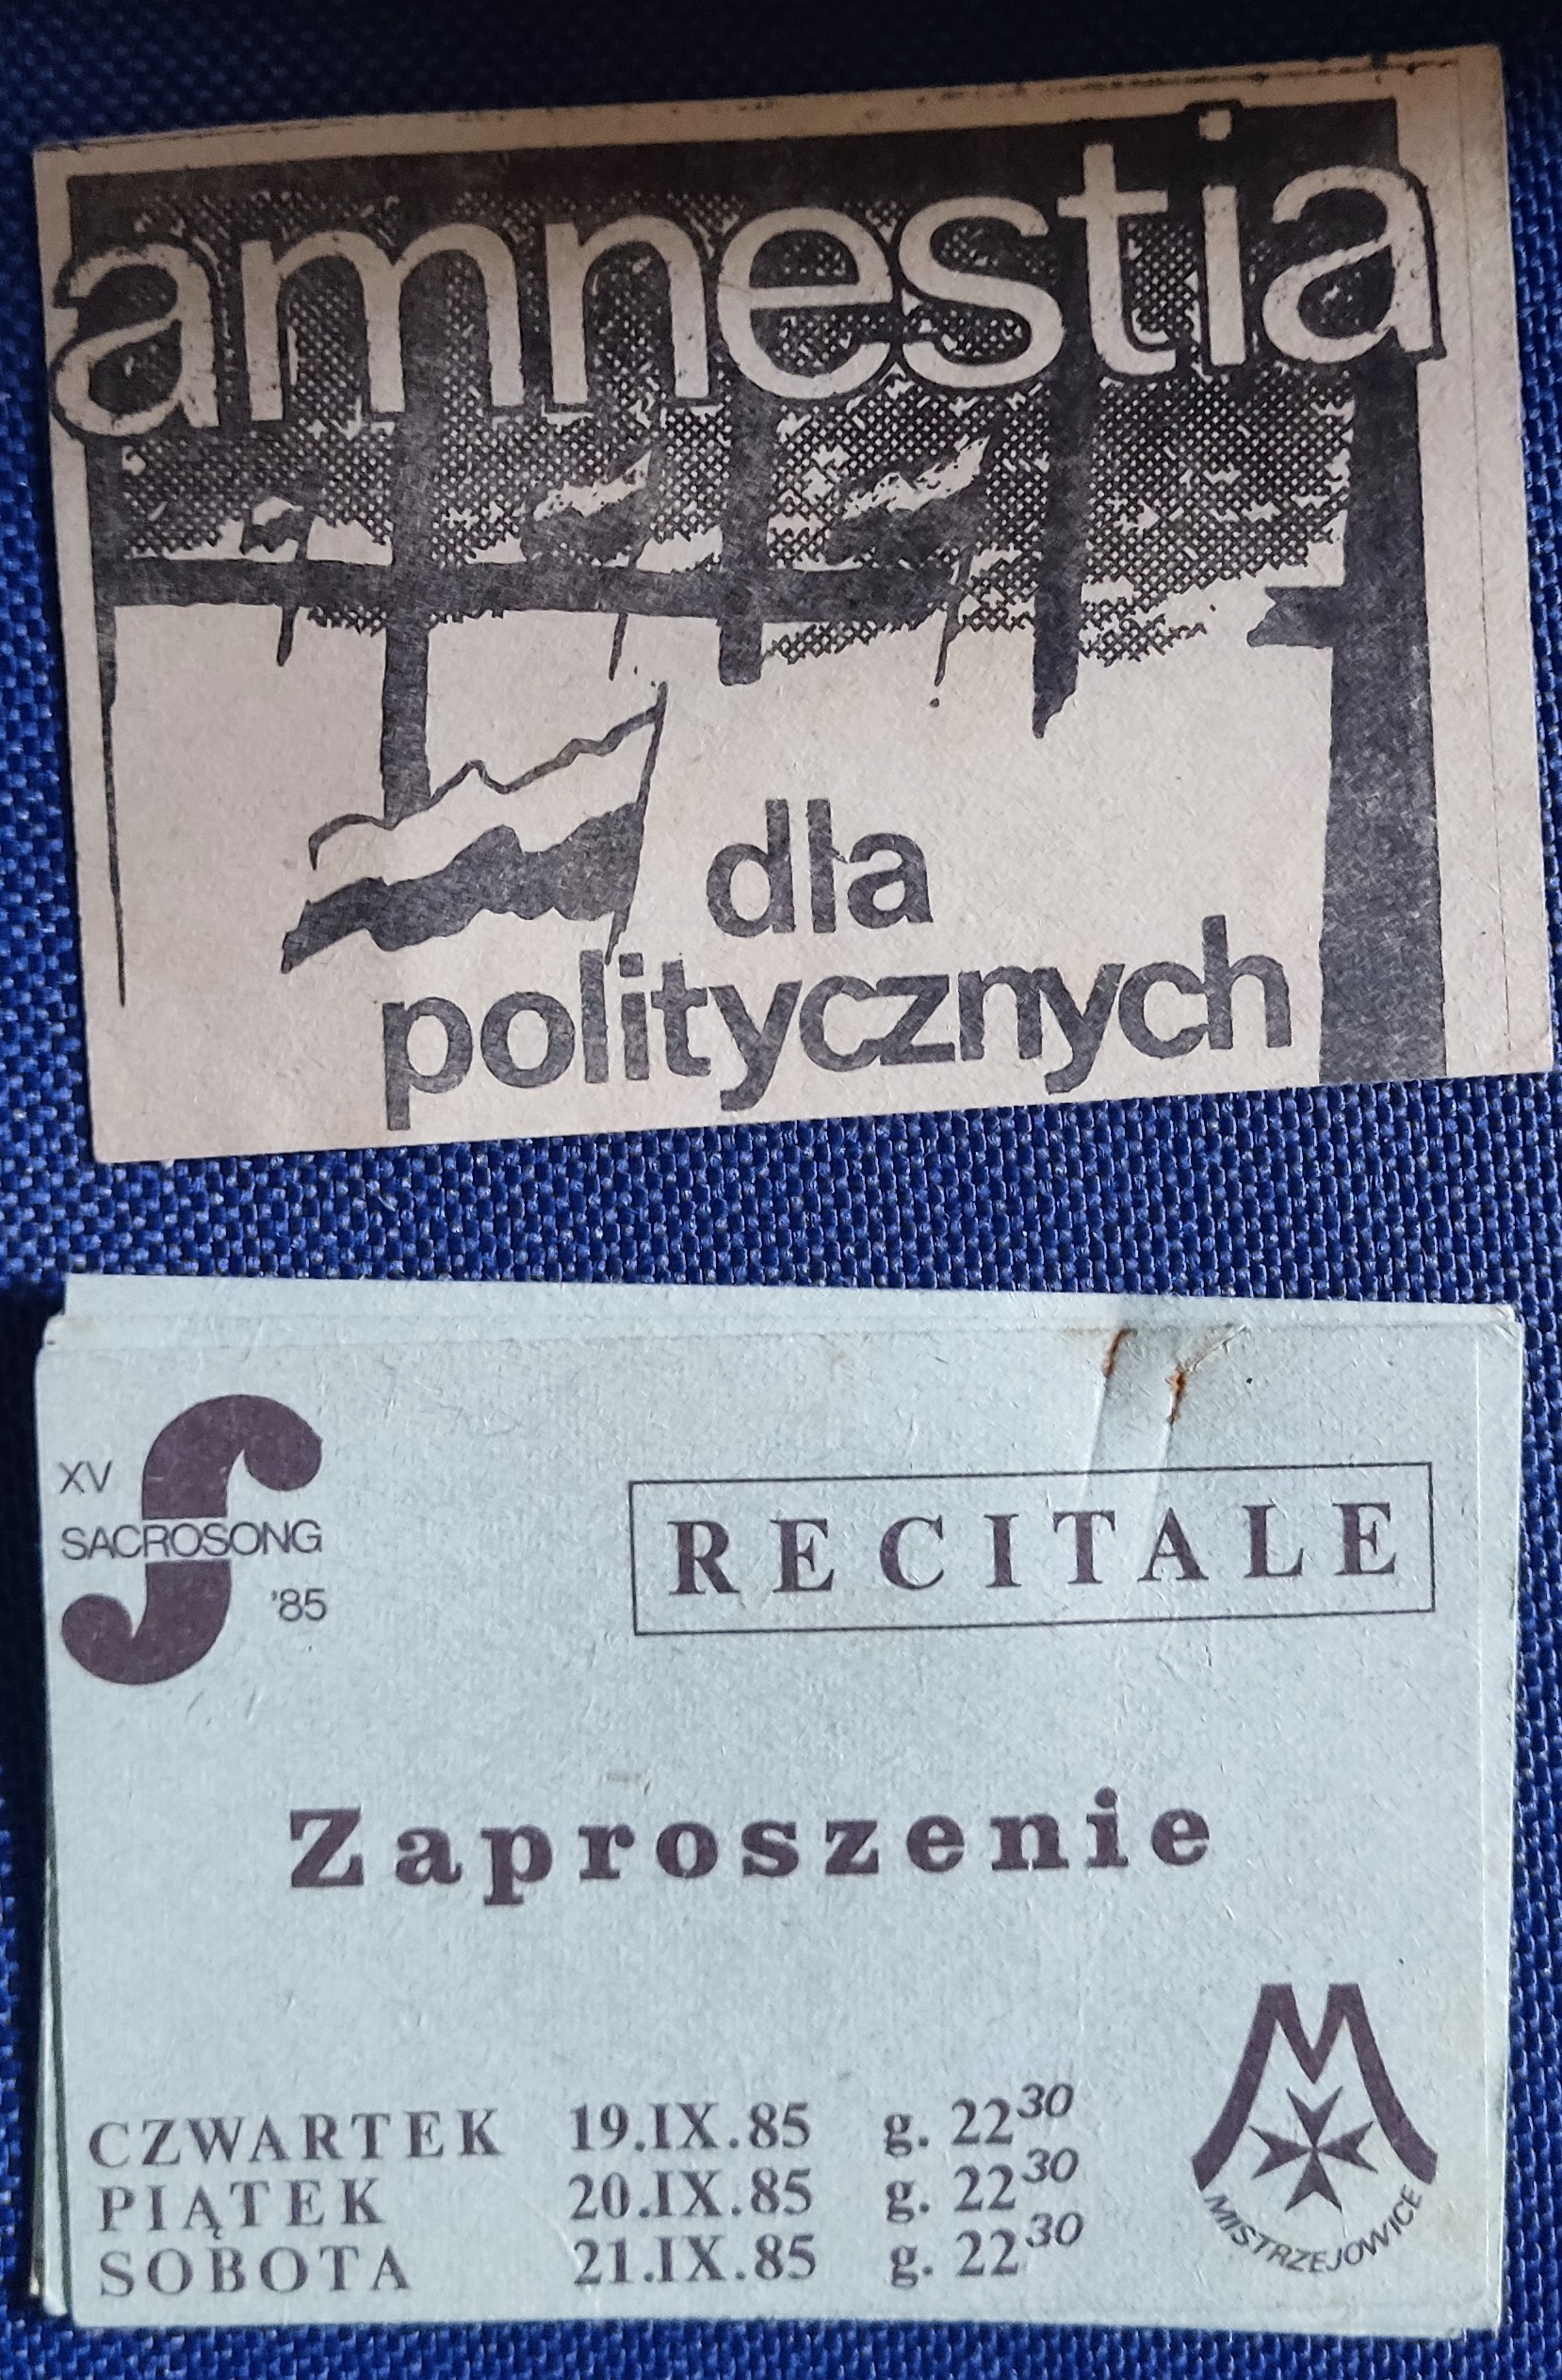 amnestia
dla
politycznych
XV
SACROSONG
'85
RECITALE
Zaproszenie
CZWARTEK 19.IX.85 g. 22³⁰
PIĄTEK 20.IX.85 g. 22³⁰
SOBOTA 21.IX.85 g. 22³⁰
M
MISTRZEJOWICE